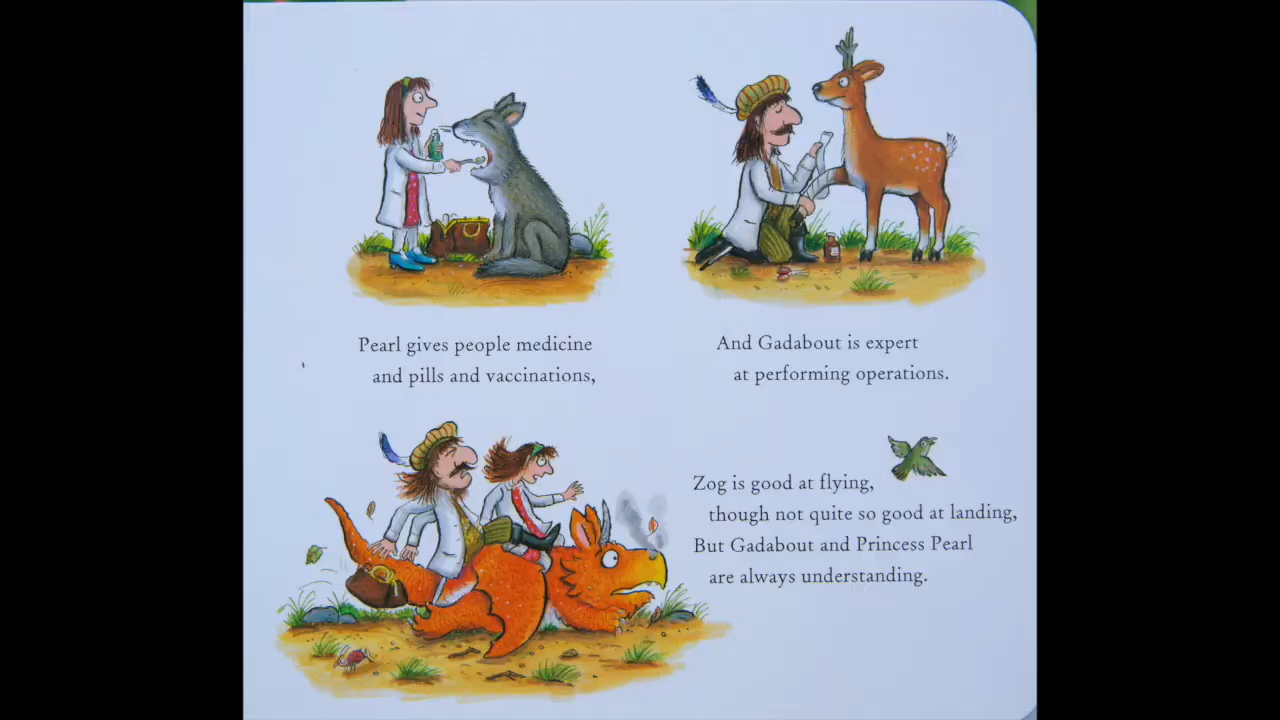 Pearl gives people medicine
and pills and vaccinations,
And Gadabout is expert
at performing operations.
Zog is good at flying,
though not quite so good at landing,
But Gadabout and Princess Pearl
are always understanding.